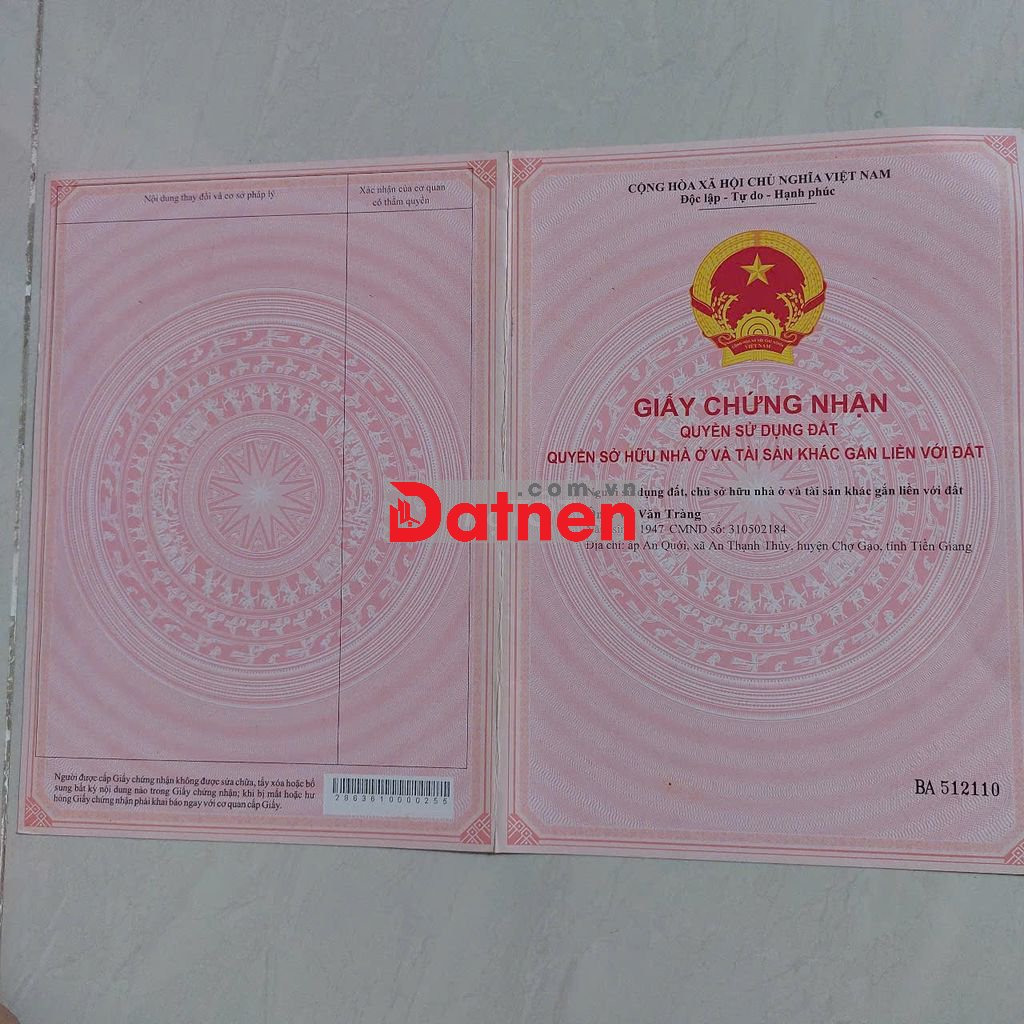 Nội dung thay đổi và cơ sở pháp lý
Xác nhận của cơ quan
có thẩm quyền
Người được cấp Giấy chứng nhận không được sửa chữa, tẩy xóa hoặc bổ
sung bất kỳ nội dung nào trong Giấy chứng nhận; khi bị mất hoặc hư
hỏng Giấy chứng nhận phải khai báo ngay với cơ quan cấp Giấy.
2963610000255
CỘNG HÒA XÃ HỘI CHỦ NGHĨA VIỆT NAM
Độc lập - Tự do - Hạnh phúc
GIẤY CHỨNG NHẬN
QUYỀN SỬ DỤNG ĐẤT
QUYỀN SỞ HỮU NHÀ Ở VÀ TÀI SẢN KHÁC GẮN LIỀN VỚI ĐẤT
dụng đất, chủ sở hữu nhà ở và tài sản khác gắn liền với đất
Văn Tràng
1947 CMND số: 310502184
Địa chỉ: ấp An Quới, xã An Thạnh Thủy, huyện Chợ Gạo, tỉnh Tiền Giang
BA 512110
.com.vn
Datnen